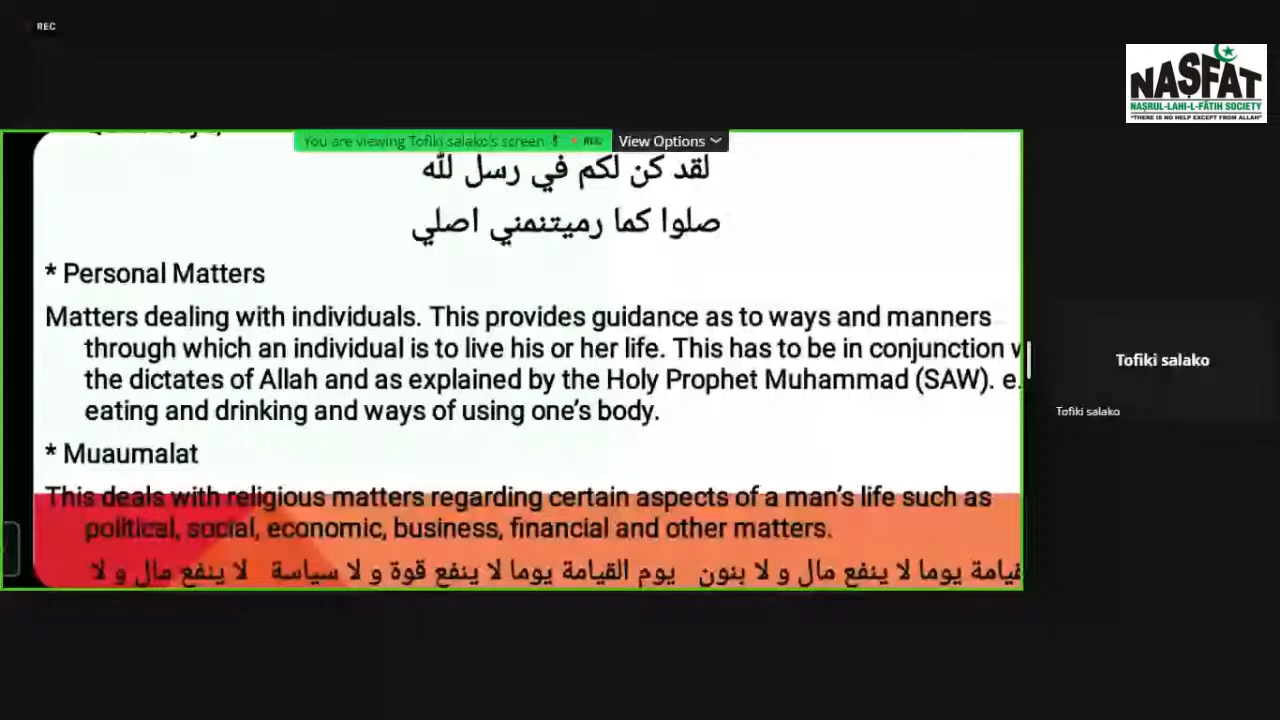 REC
NASFAT
NASRUL-LAHI-L-FĀTIH SOCIETY
"THERE IS NO HELP EXCEPT FROM ALLAH"
You are viewing Tofiki salako's screen
REC
View Options
لقد كن لكم في رسل لله
صلوا كما رميتنمني اصلي
* Personal Matters
Matters dealing with individuals. This provides guidance as to ways and manners
through which an individual is to live his or her life. This has to be in conjunction
the dictates of Allah and as explained by the Holy Prophet Muhammad (SAW). e.
eating and drinking and ways of using one's body.
* Muaumalat
This deals with religious matters regarding certain aspects of a man's life such as
political, social, economic, business, financial and other matters.
قيامة يوما لا ينفع مال و لا بنون يوم القيامة يوما لا ينفع قوة و لا سياسة لا ينفع مال و لا
Tofiki salako
Tofiki salako